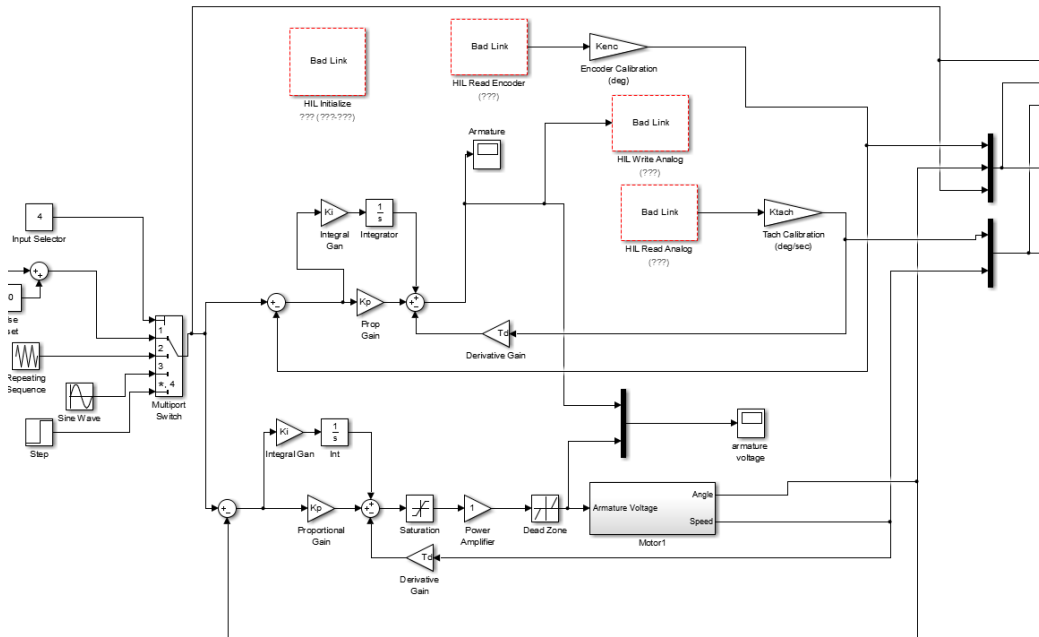 Bad Link
HIL Initialize
??? (???-???)
Bad Link
HIL Read Encoder
(???)
Kenc
Encoder Calibration
(deg)
Armature
Bad Link
HIL Write Analog
(???)
Bad Link
HIL Read Analog
(???)
Ktach
Tach Calibration
(deg/sec)
4
Input Selector
Ki
Integral
Gan
1
s
Integrator
0
lse
set
Kp
Prop
Gain
Td
Derivative Gain
Repeating
Sequence
Sine Wave
Step
1
2
3
*, 4
Multiport
Switch
Ki
Integral Gan
1
s
Int
armature
voltage
Kp
Proportional
Gain
Saturation
1
Power
Amplifier
Dead Zone
Armature Voltage
Angle
Speed
Motor1
Td
Derivative
Gain